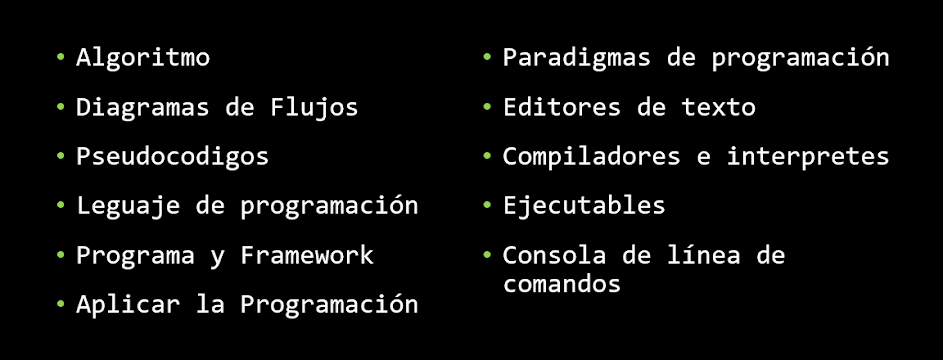 • Algoritmo
• Diagramas de Flujos
• Pseudocodigos
• Leguaje de programación
• Programa y Framework
• Aplicar la Programación
• Paradigmas de programación
• Editores de texto
• Compiladores e interpretes
• Ejecutables
• Consola de línea de
comandos